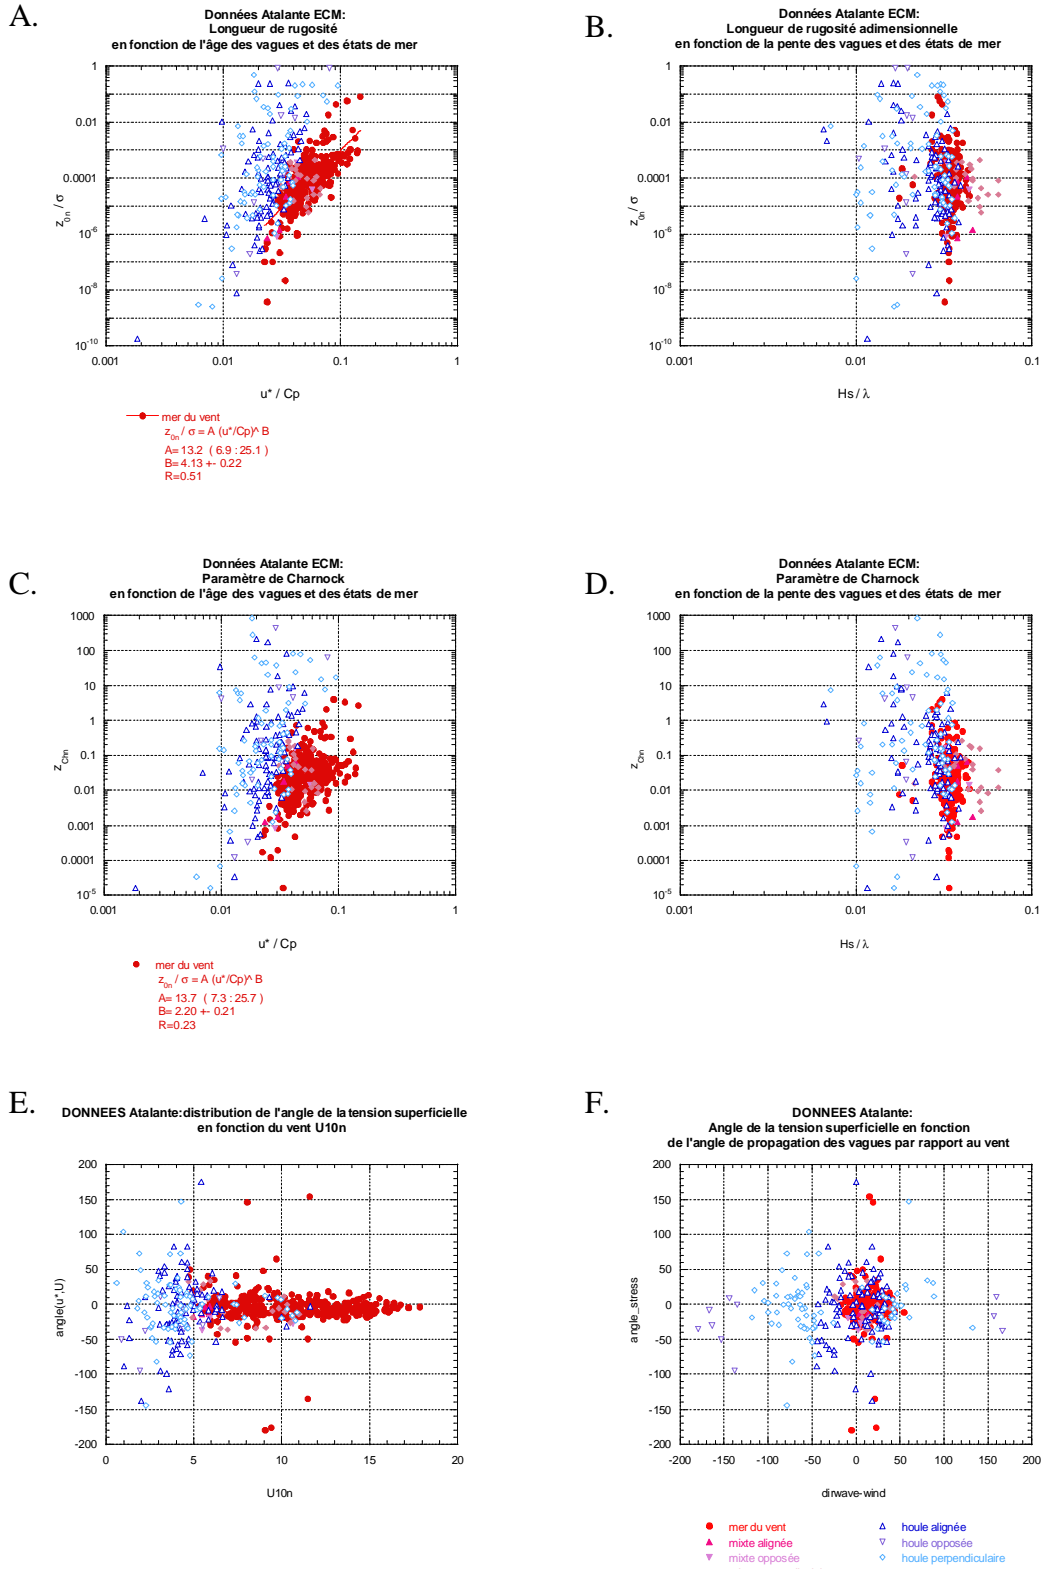 A.
Données Atalante ECM:
Longueur de rugosité
en fonction de l'âge des vagues et des états de mer
1
0.01
0.0001
10^-6
10^-8
10^-10
z0n / σ
0.001
0.01
0.1
1
u* / Cp
mer du vent
z0n / σ = A (u*/Cp)^ B
A= 13.2 ( 6.9 : 25.1 )
B= 4.13 +- 0.22
R=0.51
B.
Données Atalante ECM:
Longueur de rugosité adimensionnelle
en fonction de la pente des vagues et des états de mer
1
0.01
0.0001
10^-6
10^-8
10^-10
z0n / σ
0.001
0.01
0.1
Hs / λ
C.
Données Atalante ECM:
Paramètre de Charnock
en fonction de l'âge des vagues et des états de mer
1000
100
10
1
0.1
0.01
0.001
0.0001
10^-5
zChn
0.001
0.01
0.1
1
u* / Cp
mer du vent
z0n / σ = A (u*/Cp)^ B
A= 13.7 ( 7.3 : 25.7 )
B= 2.20 +- 0.21
R=0.23
D.
Données Atalante ECM:
Paramètre de Charnock
en fonction de la pente des vagues et des états de mer
1000
100
10
1
0.1
0.01
0.001
0.0001
10^-5
zChn
0.001
0.01
0.1
Hs / λ
E.
DONNEES Atalante:distribution de l'angle de la tension superficielle
en fonction du vent U10n
200
150
100
50
0
-50
-100
-150
-200
angle(u*,U)
0
5
10
15
20
U10n
F.
DONNEES Atalante:
Angle de la tension superficielle en fonction
de l'angle de propagation des vagues par rapport au vent
200
150
100
50
0
-50
-100
-150
-200
angle_stress
-200
-150
-100
-50
0
50
100
150
200
dirwave-wind
mer du vent
mixte alignée
mixte opposée
houle alignée
houle opposée
houle perpendiculaire